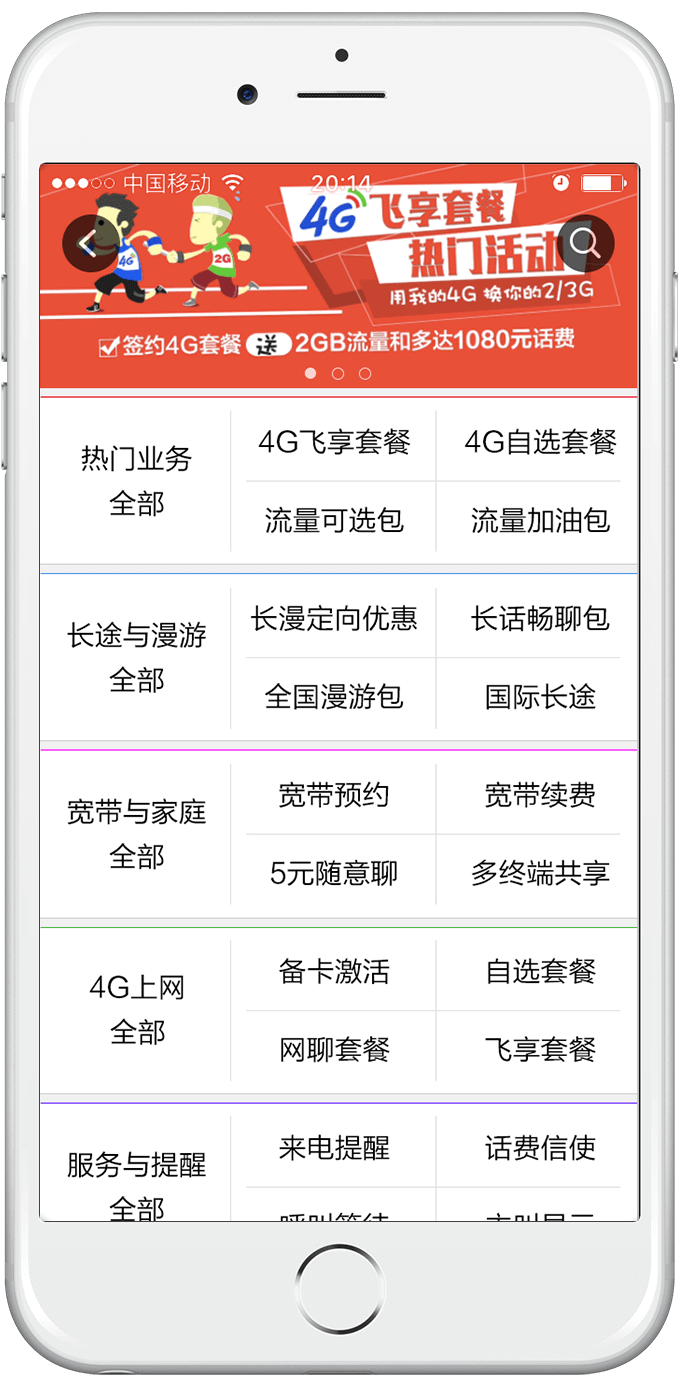 中国移动
20:14
4G飞享套餐
热门活动
用我的4G 换你的2/3G
4G
2G
签约4G套餐 送 2GB流量和多达1080元话费
热门业务
全部
4G飞享套餐
4G自选套餐
流量可选包
流量加油包
长途与漫游
全部
长漫定向优惠
长话畅聊包
全国漫游包
国际长途
宽带与家庭
全部
宽带预约
宽带续费
5元随意聊
多终端共享
4G上网
全部
备卡激活
自选套餐
网聊套餐
飞享套餐
服务与提醒
全部
来电提醒
话费信使